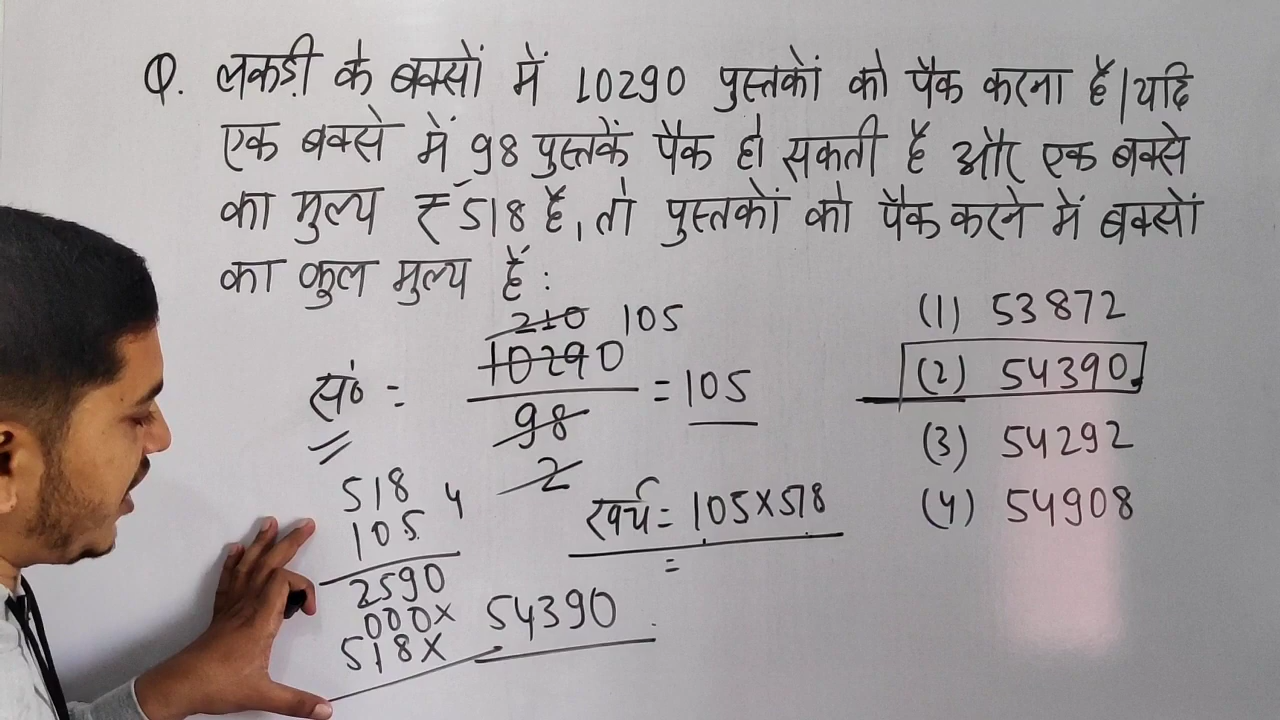 Q. लकड़ी के बक्सों में 10290 पुस्तकों को पैक करना है। यदि
एक बक्से में 98 पुस्तकें पैक हो सकती है और एक बक्से
का मुल्य ₹ 518 है, तो पुस्तकों को पैक करने में बक्सों
का कुल मुल्य है :
210 105
सं० = 10290 / 98 = 105
2
(1) 53872
(2) 54390
(3) 54292
(4) 54908
518 4
105
2590
000×
518×
54390
खर्च = 105×518
=